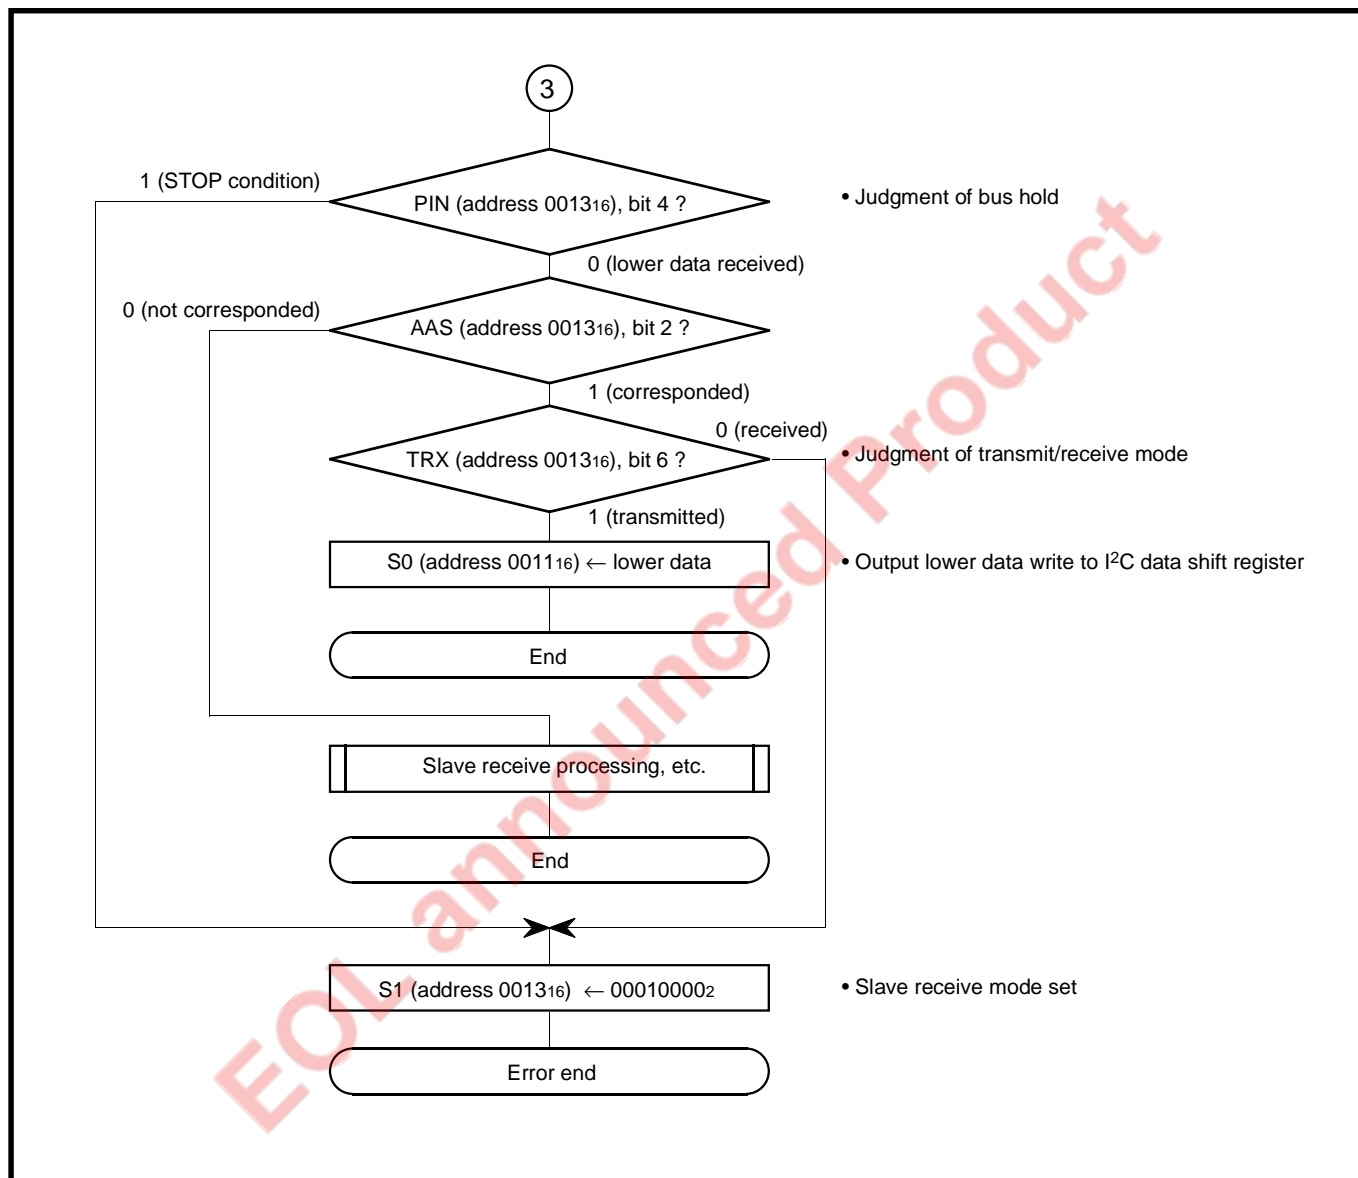 3
1 (STOP condition)
PIN (address 0013₁₆), bit 4 ?
• Judgment of bus hold
0 (lower data received)
0 (not corresponded)
AAS (address 0013₁₆), bit 2 ?
1 (corresponded)
0 (received)
TRX (address 0013₁₆), bit 6 ?
• Judgment of transmit/receive mode
1 (transmitted)
S0 (address 0011₁₆) ← lower data
• Output lower data write to I²C data shift register
End
Slave receive processing, etc.
End
S1 (address 0013₁₆) ← 00010000₂
• Slave receive mode set
Error end
EOL announced Product